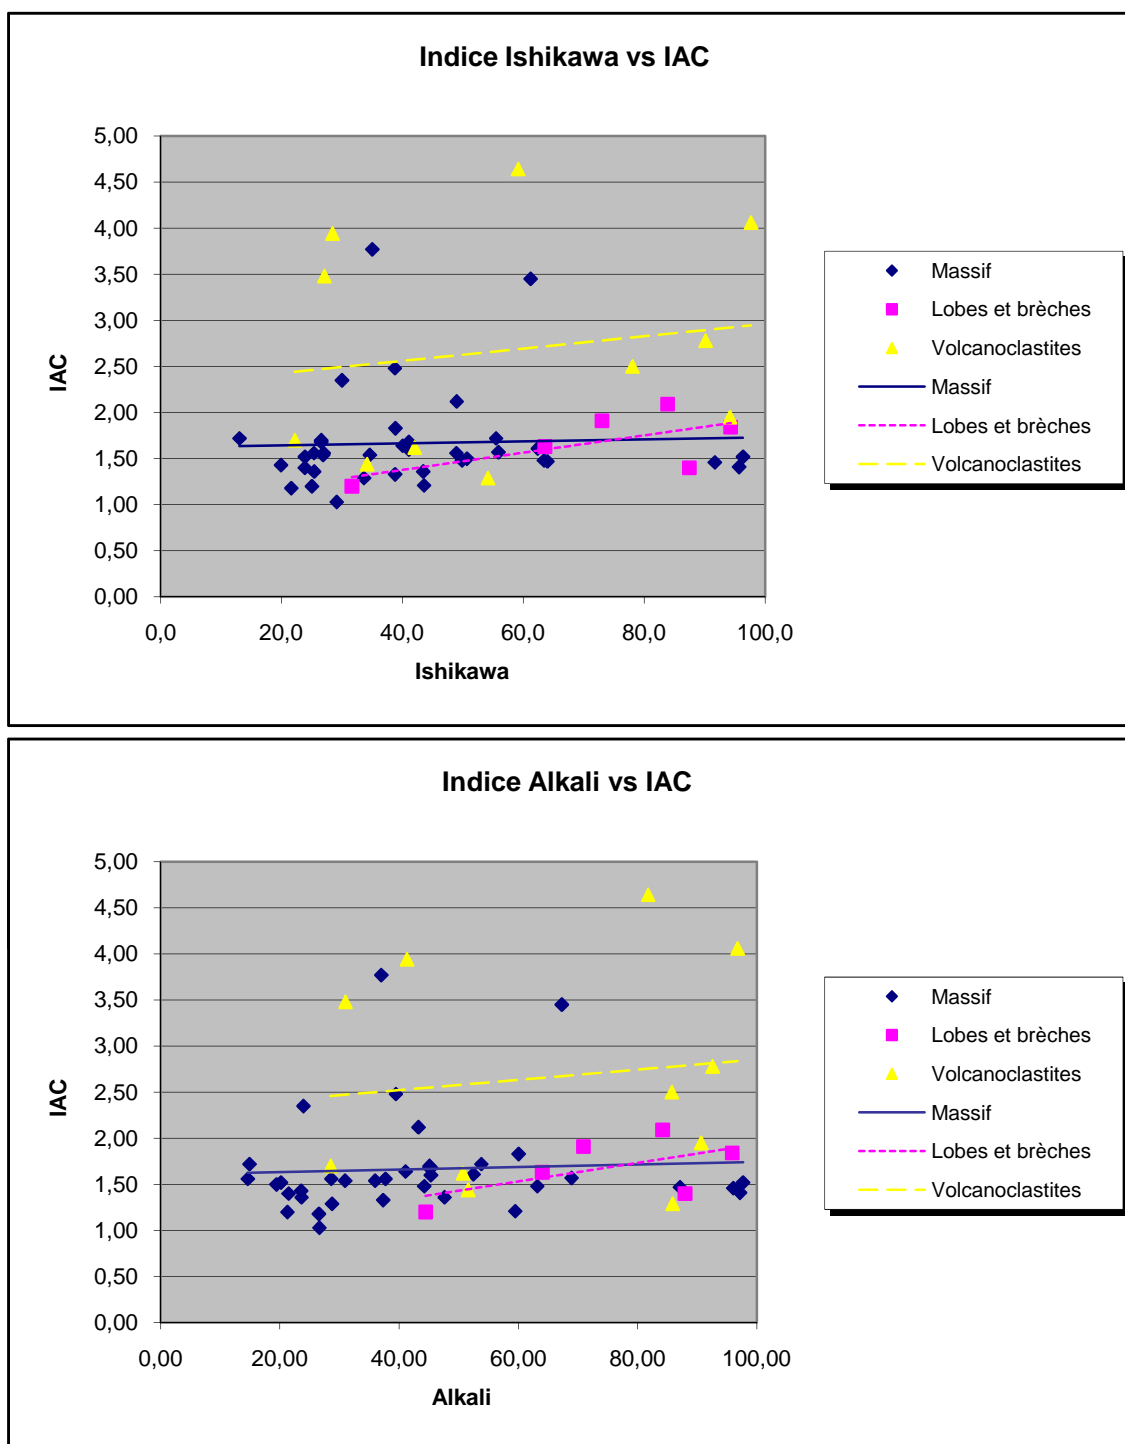 Indice Ishikawa vs IAC
5,00
4,50
4,00
3,50
3,00
2,50
2,00
1,50
1,00
0,50
0,00
IAC
0,0 20,0 40,0 60,0 80,0 100,0
Ishikawa
Massif
Lobes et brèches
Volcanoclastites
Massif
Lobes et brèches
Volcanoclastites
Indice Alkali vs IAC
5,00
4,50
4,00
3,50
3,00
2,50
2,00
1,50
1,00
0,50
0,00
IAC
0,00 20,00 40,00 60,00 80,00 100,00
Alkali
Massif
Lobes et brèches
Volcanoclastites
Massif
Lobes et brèches
Volcanoclastites